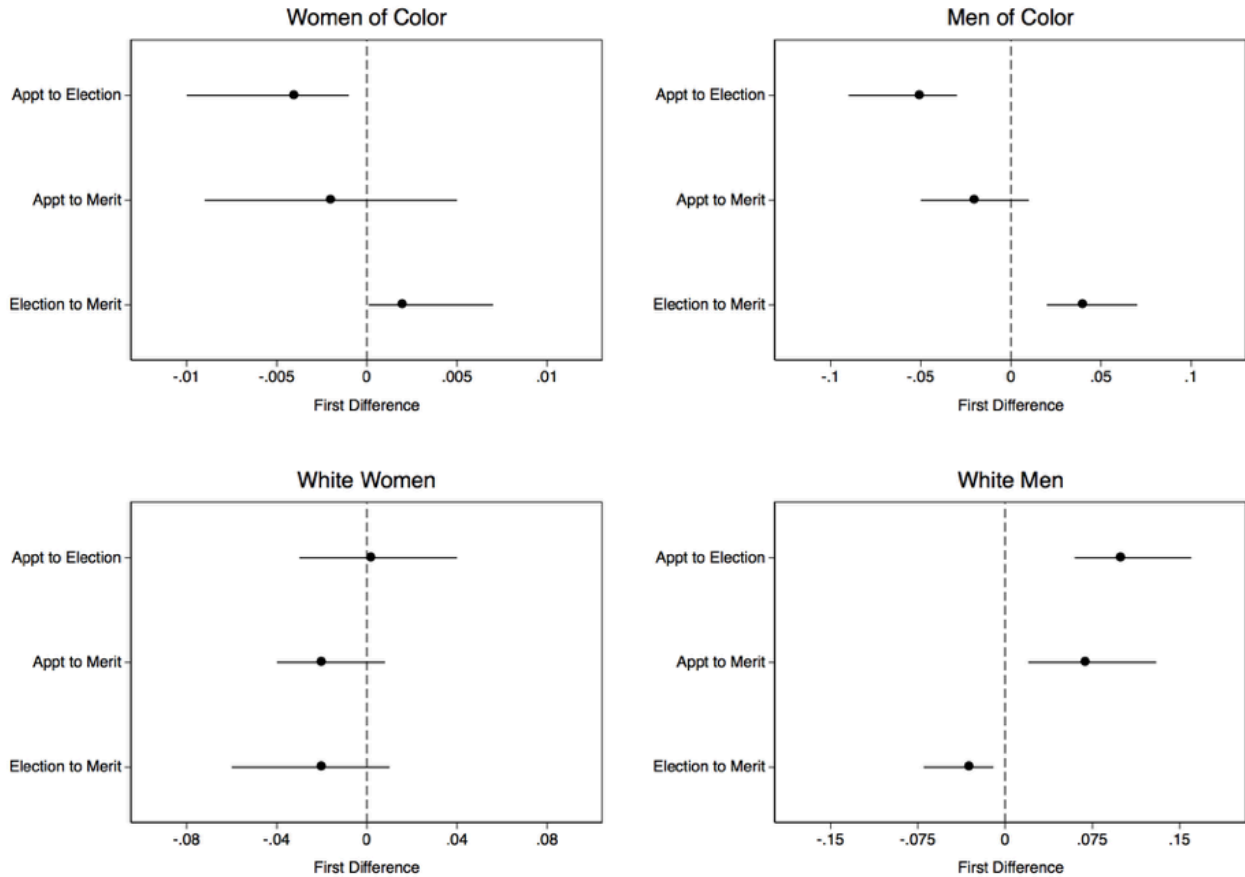 Women of Color
Appt to Election
Appt to Merit
Election to Merit
-.01 -.005 0 .005 .01
First Difference
Men of Color
Appt to Election
Appt to Merit
Election to Merit
-.1 -.05 0 .05 .1
First Difference
White Women
Appt to Election
Appt to Merit
Election to Merit
-.08 -.04 0 .04 .08
First Difference
White Men
Appt to Election
Appt to Merit
Election to Merit
-.15 -.075 0 .075 .15
First Difference